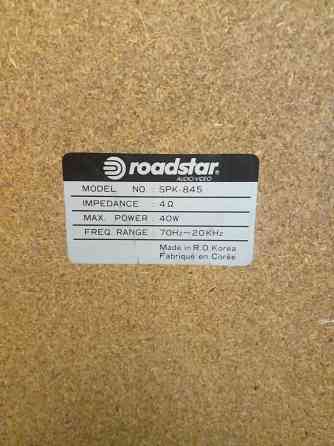 roadstar®
AUDIO-VIDEO
MODEL NO. : SPK-845
IMPEDANCE : 4Ω
MAX. POWER : 40W
FREQ. RANGE : 70Hz~20KHz
Made in R.O. Korea
Fabriqué en Corée